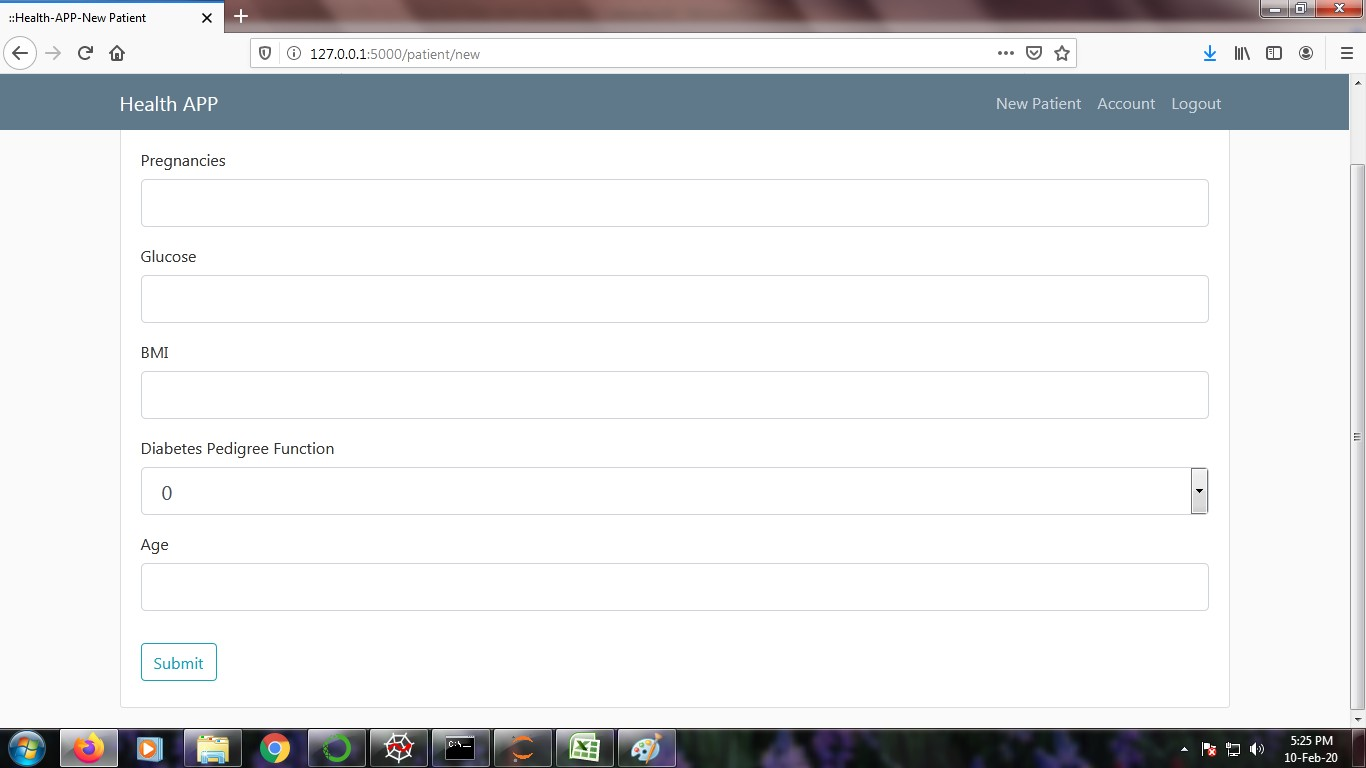 ::Health-APP-New Patient
127.0.0.1:5000/patient/new
Health APP
New Patient Account Logout
Pregnancies
Glucose
BMI
Diabetes Pedigree Function
0
Age
Submit
C:\_
5:25 PM
10-Feb-20